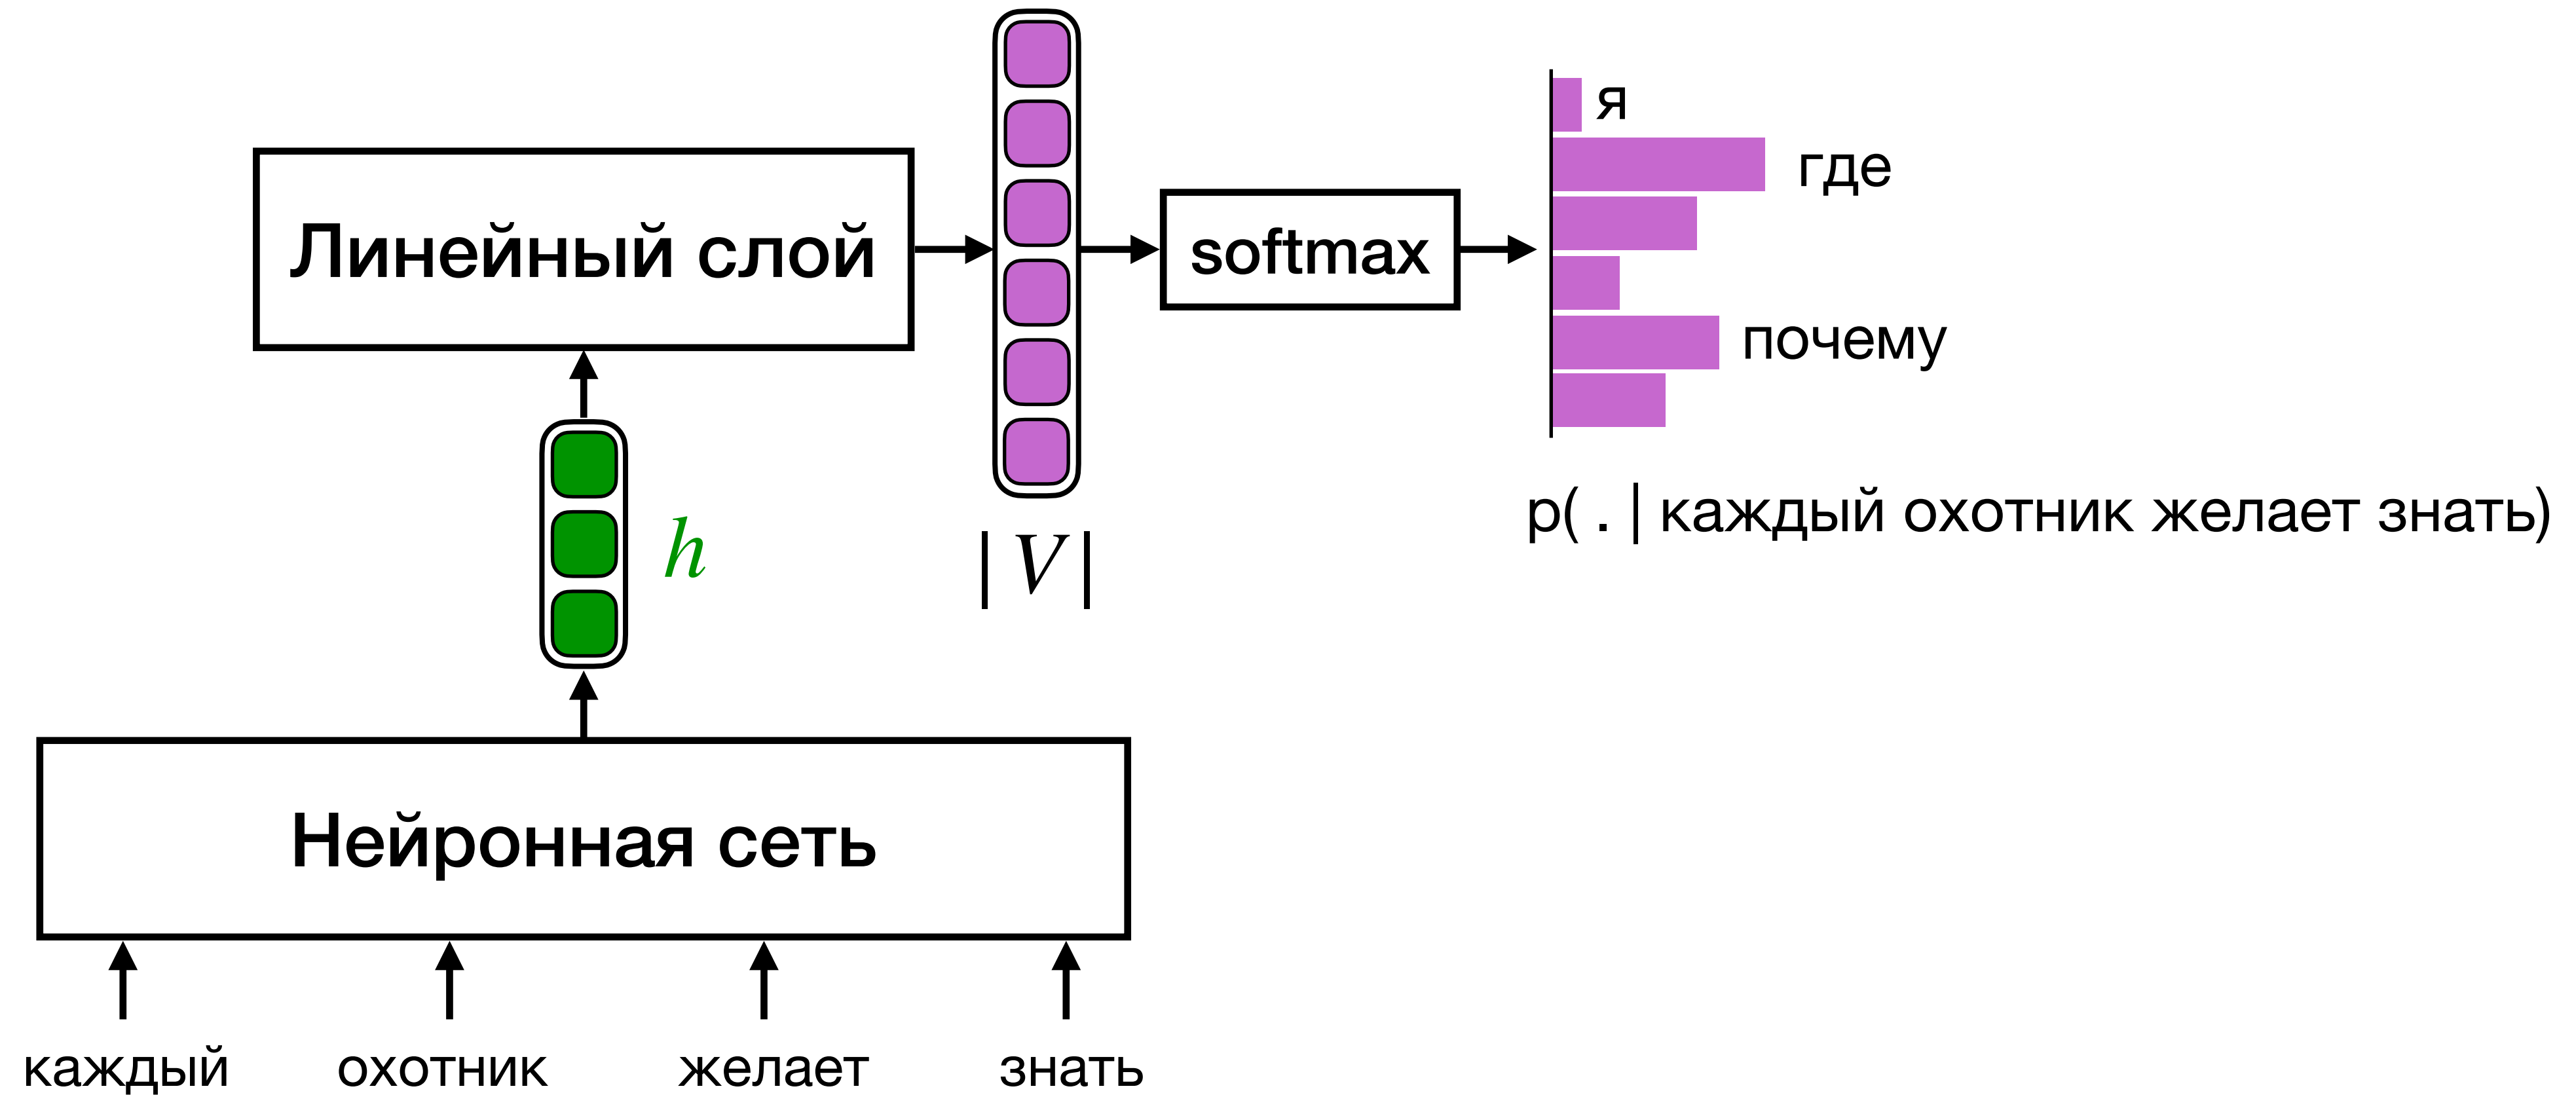 я
где
Линейный слой
softmax
почему
p( . | каждый охотник желает знать)
h
| V |
Нейронная сеть
каждый охотник желает знать